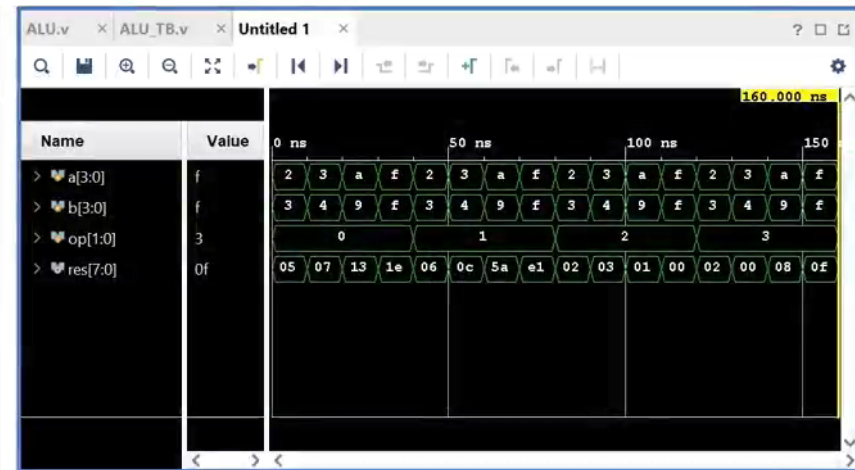 ALU.v × ALU_TB.v × Untitled 1 × ?
160.000 ns
Name Value 0 ns 50 ns 100 ns 150
> a[3:0] f 2 3 a f 2 3 a f 2 3 a f 2 3 a f
> b[3:0] f 3 4 9 f 3 4 9 f 3 4 9 f 3 4 9 f
> op[1:0] 3 0 1 2 3
> res[7:0] 0f 05 07 13 1e 06 0c 5a e1 02 03 01 00 02 00 08 0f